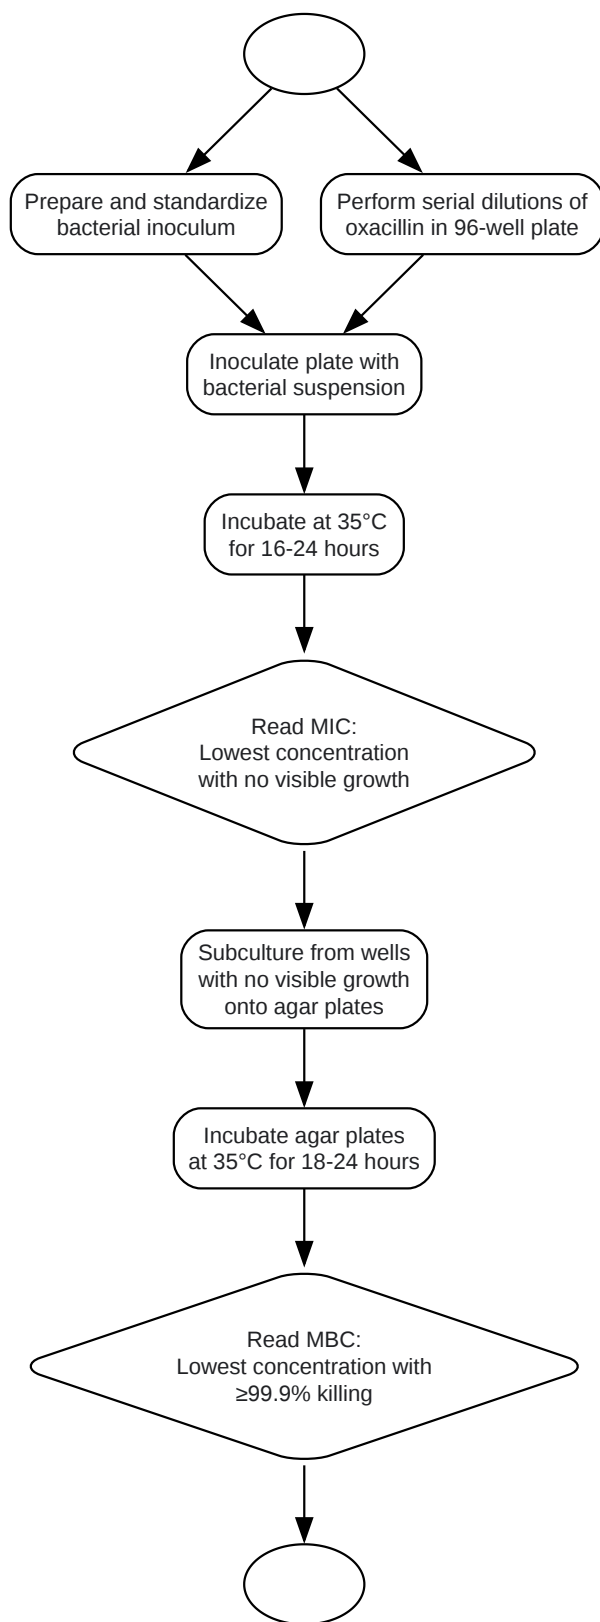 Prepare and standardize
bacterial inoculum
Perform serial dilutions of
oxacillin in 96-well plate
Inoculate plate with
bacterial suspension
Incubate at 35°C
for 16-24 hours
Read MIC:
Lowest concentration
with no visible growth
Subculture from wells
with no visible growth
onto agar plates
Incubate agar plates
at 35°C for 18-24 hours
Read MBC:
Lowest concentration with
≥99.9% killing